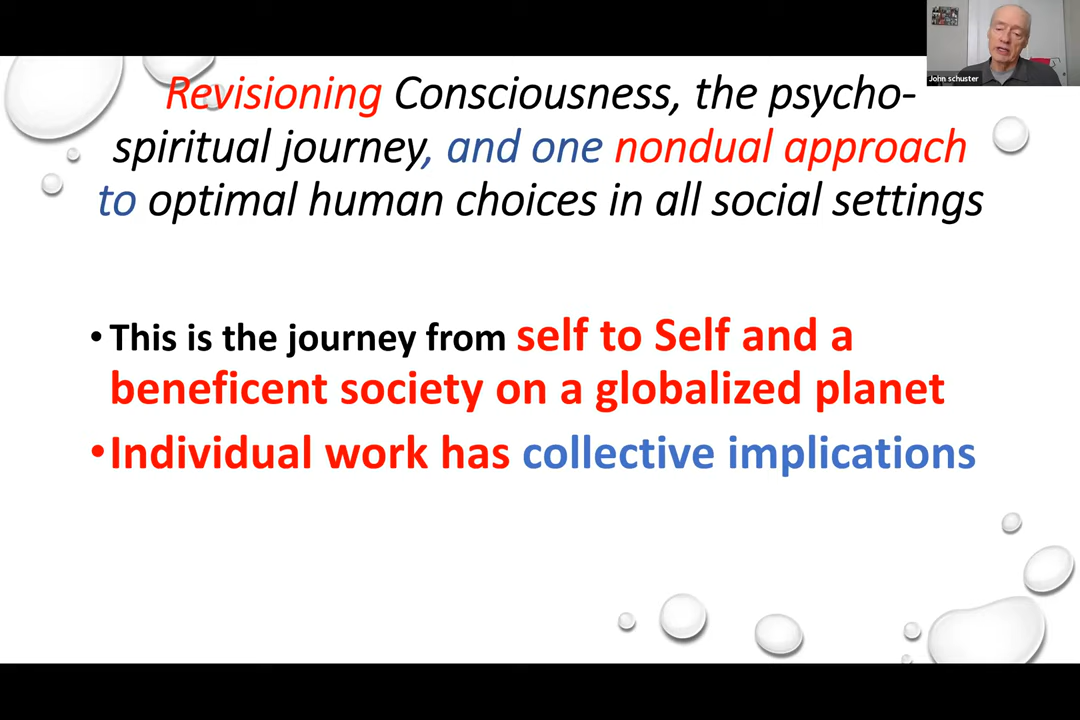 John schuster
Revisioning Consciousness, the psycho-
spiritual journey, and one nondual approach
to optimal human choices in all social settings
• This is the journey from self to Self and a
beneficent society on a globalized planet
• Individual work has collective implications